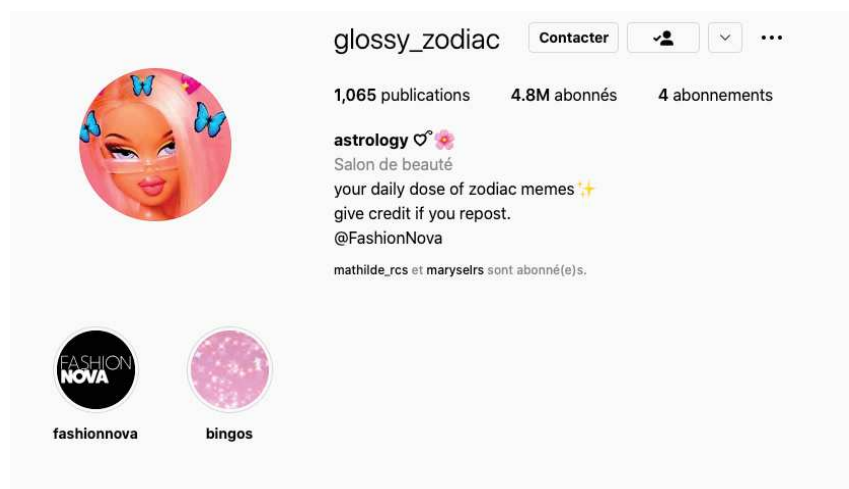 glossy_zodiac Contacter
1,065 publications 4.8M abonnés 4 abonnements
astrology ♡🌸
Salon de beauté
your daily dose of zodiac memes✨
give credit if you repost.
@FashionNova
mathilde_rcs et maryselrs sont abonné(e)s.
FASHION
NOVA
fashionnova bingos